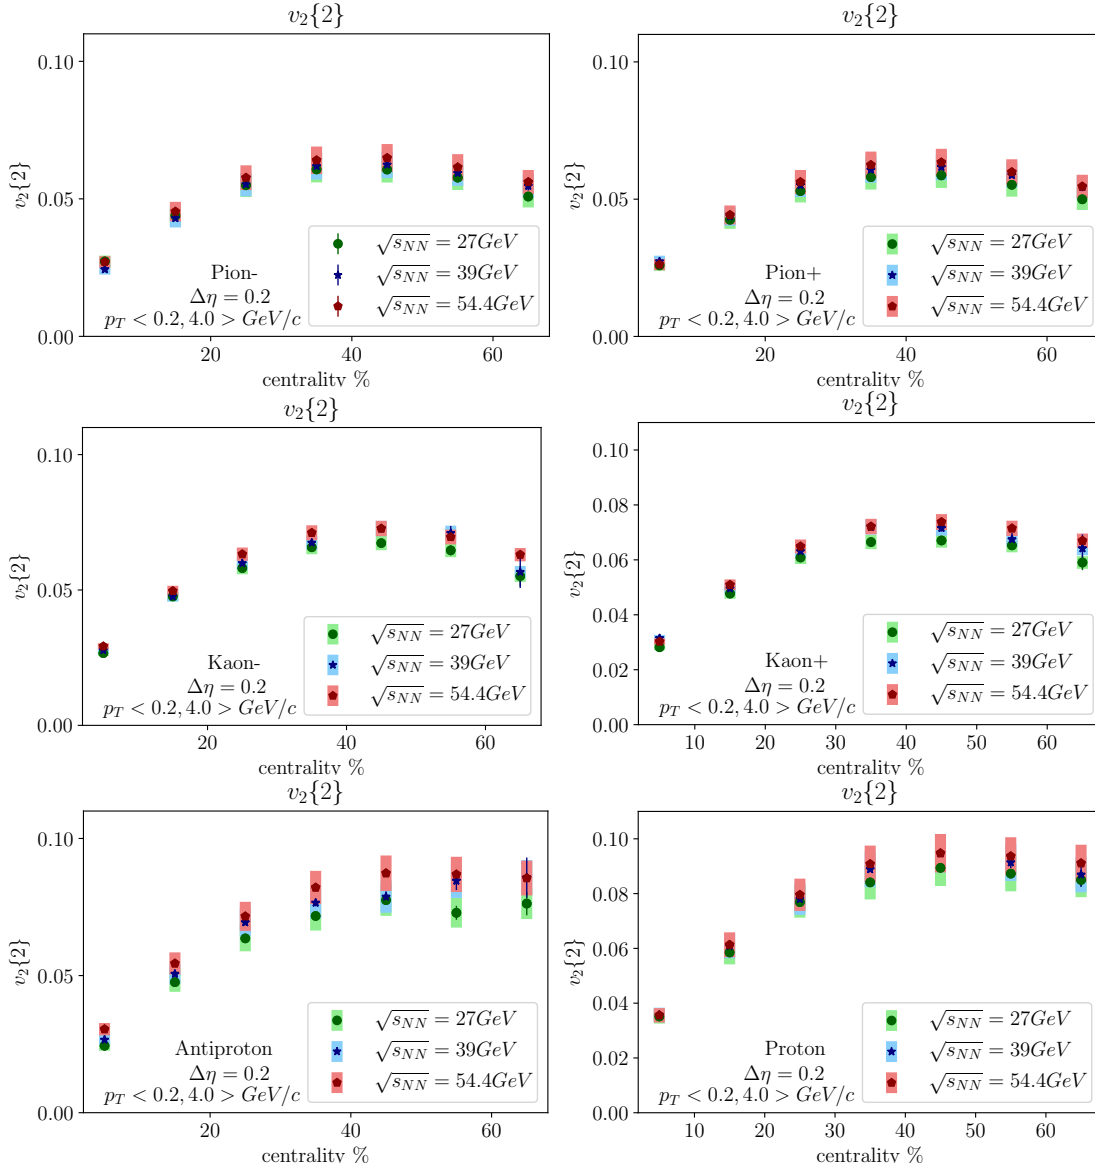 v₂{2}
0.10
0.05
0.00
v₂{2}
√sNN = 27GeV
√sNN = 39GeV
√sNN = 54.4GeV
Pion-
Δη = 0.2
pT < 0.2, 4.0 > GeV/c
20 40 60
centrality %
v₂{2}
0.10
0.05
0.00
v₂{2}
√sNN = 27GeV
√sNN = 39GeV
√sNN = 54.4GeV
Pion+
Δη = 0.2
pT < 0.2, 4.0 > GeV/c
10 20 30 40 50 60
centrality %
v₂{2}
0.10
0.05
0.00
v₂{2}
√sNN = 27GeV
√sNN = 39GeV
√sNN = 54.4GeV
Kaon-
Δη = 0.2
pT < 0.2, 4.0 > GeV/c
20 40 60
centrality %
v₂{2}
0.10
0.08
0.06
0.04
0.02
0.00
v₂{2}
√sNN = 27GeV
√sNN = 39GeV
√sNN = 54.4GeV
Kaon+
Δη = 0.2
pT < 0.2, 4.0 > GeV/c
10 20 30 40 50 60
centrality %
v₂{2}
0.10
0.05
0.00
v₂{2}
√sNN = 27GeV
√sNN = 39GeV
√sNN = 54.4GeV
Antiproton
Δη = 0.2
pT < 0.2, 4.0 > GeV/c
20 40 60
centrality %
v₂{2}
0.10
0.08
0.06
0.04
0.02
0.00
v₂{2}
√sNN = 27GeV
√sNN = 39GeV
√sNN = 54.4GeV
Proton
Δη = 0.2
pT < 0.2, 4.0 > GeV/c
10 20 30 40 50 60
centrality %